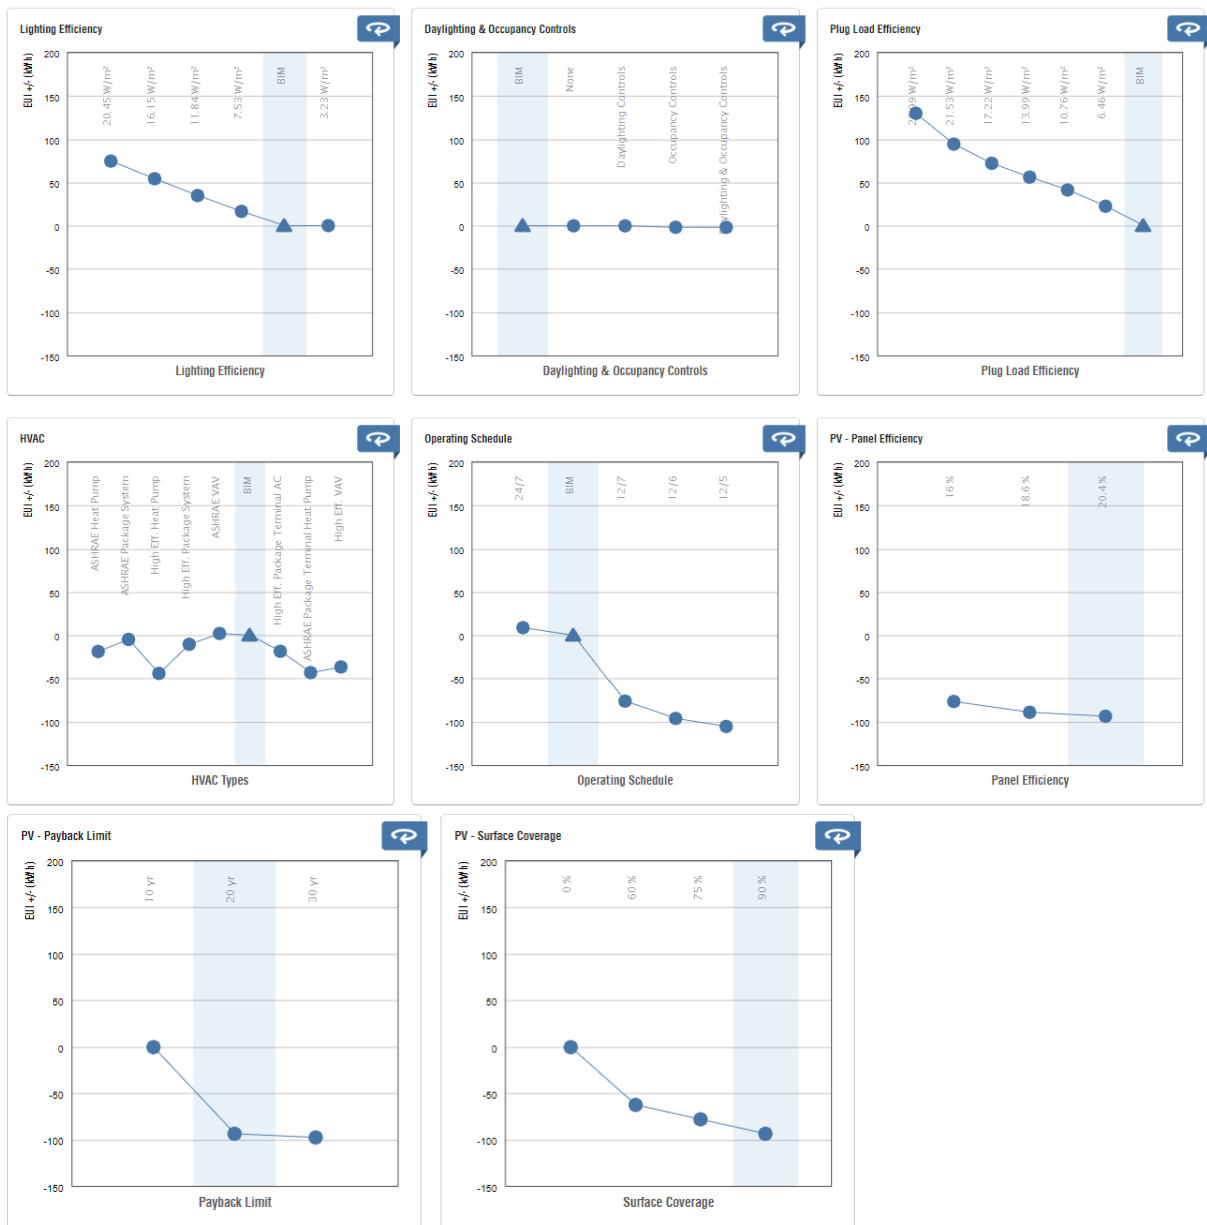 Lighting Efficiency
EUI +/- (kWh)
200
150
100
50
0
-50
-100
-150
20.45 W/m²
16.15 W/m²
11.84 W/m²
7.53 W/m²
BIM
3.23 W/m²
Lighting Efficiency
Daylighting & Occupancy Controls
EUI +/- (kWh)
200
150
100
50
0
-50
-100
-150
BIM
None
Daylighting Controls
Occupancy Controls
Daylighting & Occupancy Controls
Daylighting & Occupancy Controls
Plug Load Efficiency
EUI +/- (kWh)
200
150
100
50
0
-50
-100
-150
21.53 W/m²
17.22 W/m²
13.99 W/m²
10.76 W/m²
6.46 W/m²
BIM
Plug Load Efficiency
HVAC
EUI +/- (kWh)
200
150
100
50
0
-50
-100
-150
ASHRAE Heat Pump
ASHRAE Package System
High Eff. Heat Pump
High Eff. Package System
ASHRAE VAV
BIM
High Eff. Package Terminal AC
ASHRAE Package Terminal Heat Pump
High Eff. VAV
HVAC Types
Operating Schedule
EUI +/- (kWh)
200
150
100
50
0
-50
-100
-150
24/7
BIM
12/7
12/6
12/5
Operating Schedule
PV - Panel Efficiency
EUI +/- (kWh)
200
150
100
50
0
-50
-100
-150
16 %
18.6 %
20.4 %
Panel Efficiency
PV - Payback Limit
EUI +/- (kWh)
200
150
100
50
0
-50
-100
-150
10 yr
20 yr
30 yr
Payback Limit
PV - Surface Coverage
EUI +/- (kWh)
200
150
100
50
0
-50
-100
-150
0 %
60 %
75 %
90 %
Surface Coverage